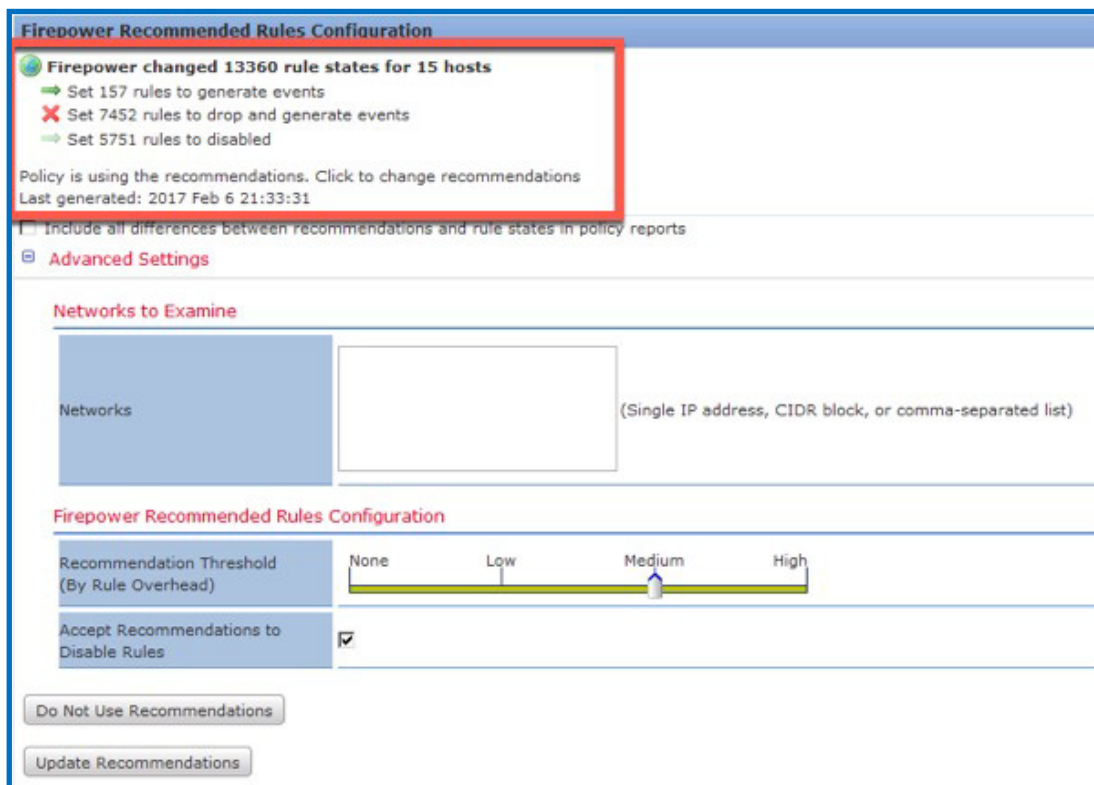 Firepower Recommended Rules Configuration
Firepower changed 13360 rule states for 15 hosts
Set 157 rules to generate events
Set 7452 rules to drop and generate events
Set 5751 rules to disabled
Policy is using the recommendations. Click to change recommendations
Last generated: 2017 Feb 6 21:33:31
Include all differences between recommendations and rule states in policy reports
Advanced Settings
Networks to Examine
Networks
(Single IP address, CIDR block, or comma-separated list)
Firepower Recommended Rules Configuration
Recommendation Threshold
(By Rule Overhead)
None Low Medium High
Accept Recommendations to
Disable Rules
Do Not Use Recommendations
Update Recommendations